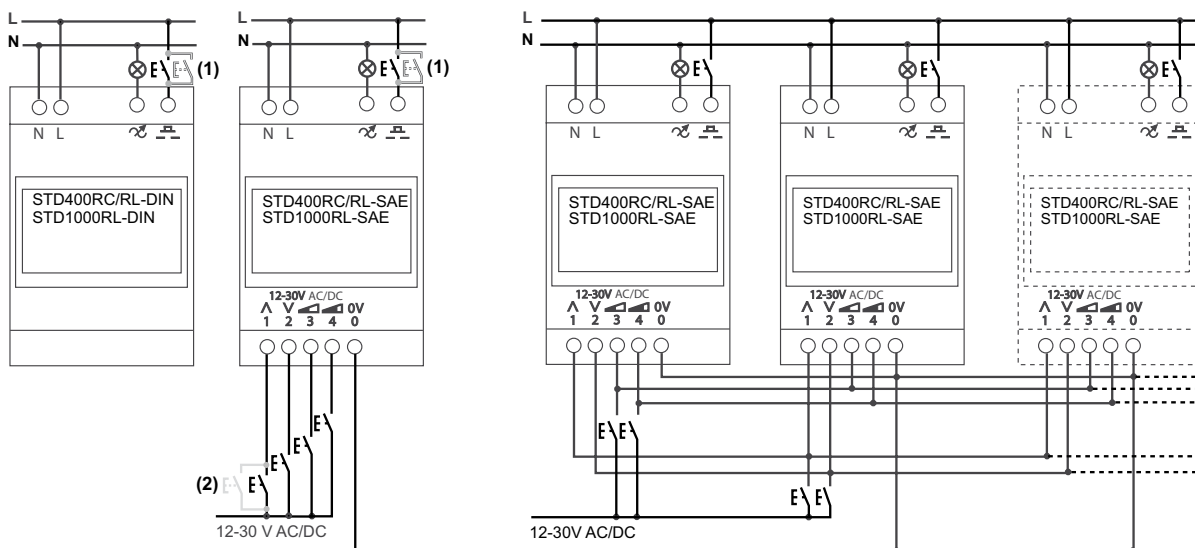 L
N
(1)
N L
STD400RC/RL-DIN
STD1000RL-DIN
L
N
(1)
N L
STD400RC/RL-SAE
STD1000RL-SAE
12-30V AC/DC
0V
1 2 3 4 0
(2)
12-30 V AC/DC
L
N
N L
STD400RC/RL-SAE
STD1000RL-SAE
12-30V AC/DC
0V
1 2 3 4 0
N L
STD400RC/RL-SAE
STD1000RL-SAE
12-30V AC/DC
0V
1 2 3 4 0
N L
STD400RC/RL-SAE
STD1000RL-SAE
12-30V AC/DC
0V
1 2 3 4 0
12-30V AC/DC